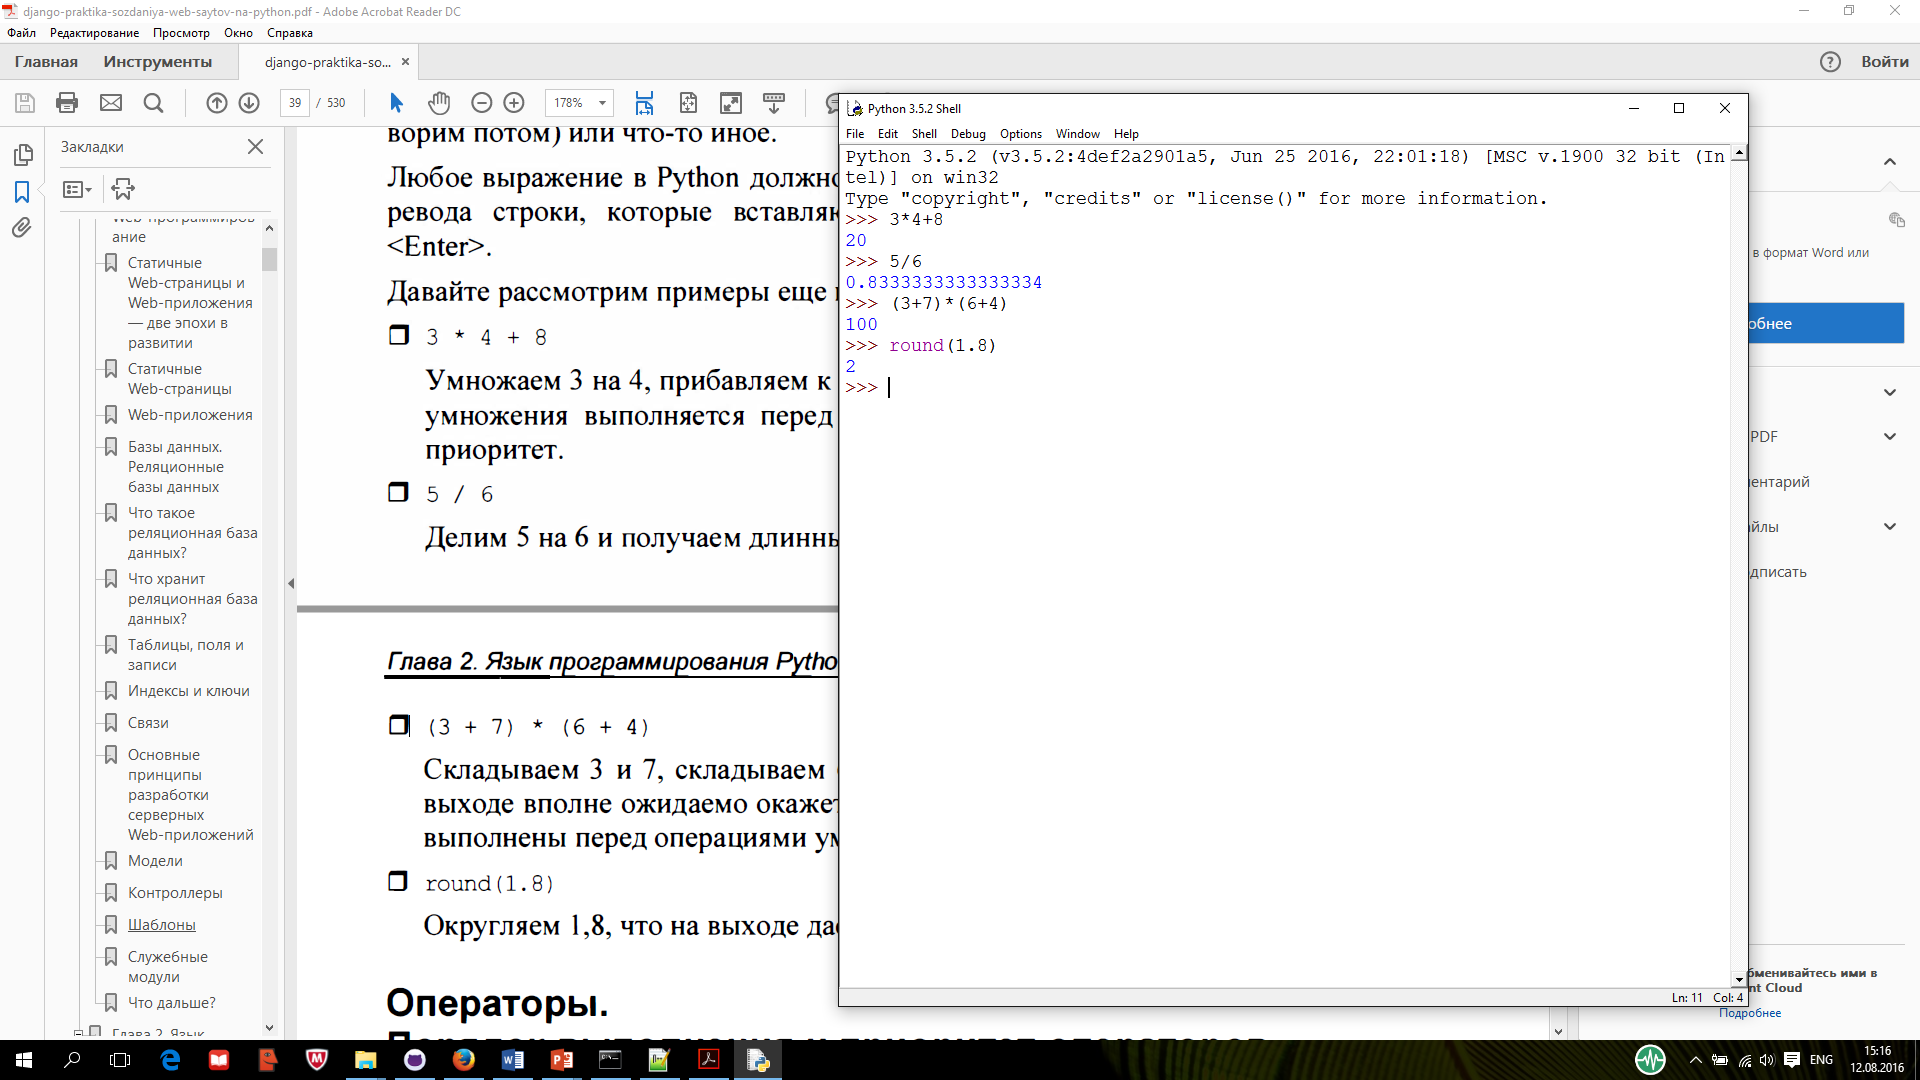 django-praktika-sozdaniya-web-saytov-na-python.pdf - Adobe Acrobat Reader DC
Файл Редактирование Просмотр Окно Справка
Главная Инструменты django-praktika-so... × Войти
39 / 530 178%
Закладки
Web-программиров
ание
Статичные
Web-страницы и
Web-приложения
— две эпохи в
развитии
Статичные
Web-страницы
Web-приложения
Базы данных.
Реляционные
базы данных
Что такое
реляционная база
данных?
Что хранит
реляционная база
данных?
Таблицы, поля и
записи
Индексы и ключи
Связи
Основные
принципы
разработки
серверных
Web-приложений
Модели
Контроллеры
Шаблоны
Служебные
модули
Что дальше?
Глава 2. Язык
ворим потом) или что-то иное.
Любое выражение в Python должно
ревода строки, которые вставляю
<Enter>.
Давайте рассмотрим примеры еще
3 * 4 + 8
Умножаем 3 на 4, прибавляем к
умножения выполняется перед
приоритет.
5 / 6
Делим 5 на 6 и получаем длинны
Глава 2. Язык программирования Pytho
(3 + 7) * (6 + 4)
Складываем 3 и 7, складываем
выходе вполне ожидаемо окажет
выполнены перед операциями ум
round(1.8)
Округляем 1,8, что на выходе дае
Операторы.
Python 3.5.2 Shell
File Edit Shell Debug Options Window Help
Python 3.5.2 (v3.5.2:4def2a2901a5, Jun 25 2016, 22:01:18) [MSC v.1900 32 bit (In
tel)] on win32
Type "copyright", "credits" or "license()" for more information.
>>> 3*4+8
20
>>> 5/6
0.8333333333333334
>>> (3+7)*(6+4)
100
>>> round(1.8)
2
>>>
Ln: 11 Col: 4
в формат Word или
обнее
PDF
ентарий
йлы
дписать
бменивайтесь ими в
nt Cloud
Подробнее
ENG
15:16
12.08.2016